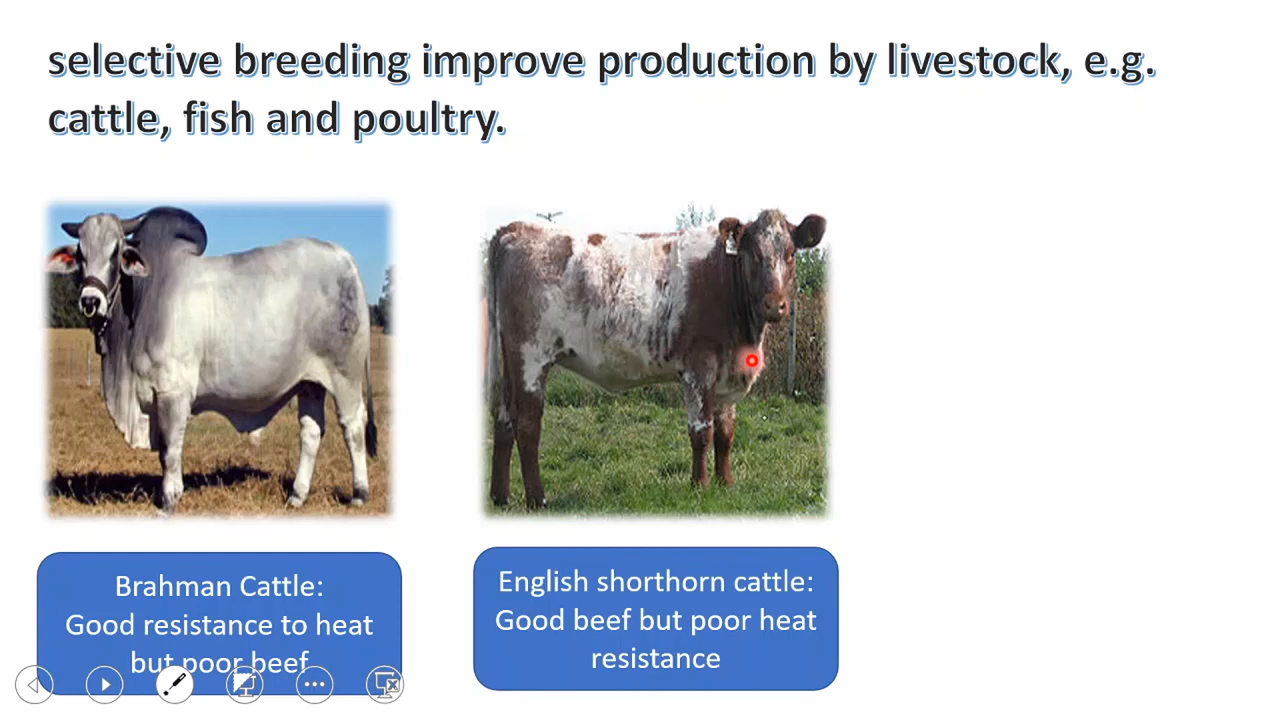 selective breeding improve production by livestock, e.g.
cattle, fish and poultry.
Brahman Cattle:
Good resistance to heat
but poor beef
English shorthorn cattle:
Good beef but poor heat
resistance